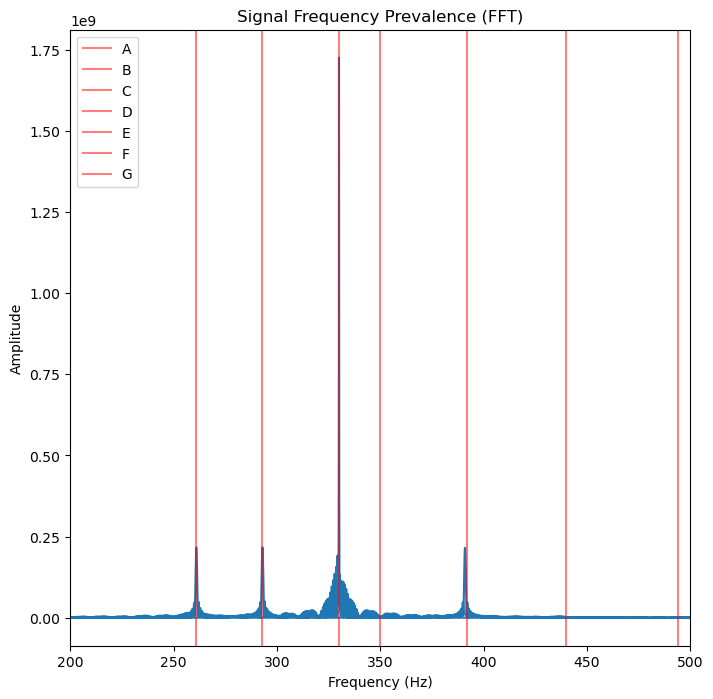 Signal Frequency Prevalence (FFT)
1e9
1.75
1.50
1.25
1.00
0.75
0.50
0.25
0.00
Amplitude
A
B
C
D
E
F
G
200 250 300 350 400 450 500
Frequency (Hz)